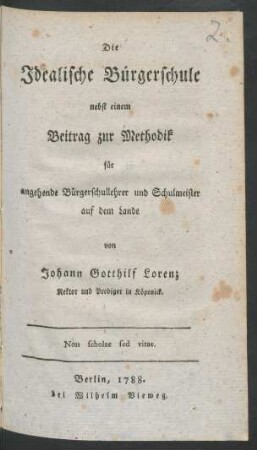 2.
Die
Idealische Bürgerschule
nebst einem
Beitrag zur Methodik
für
angehende Bürgerschullehrer und Schulmeister
auf dem Lande
von
Johann Gotthilf Lorenz
Rektor und Prediger in Köpenick.
Non scholae sed vitae.
Berlin, 1788.
bei Wilhelm Vieweg.